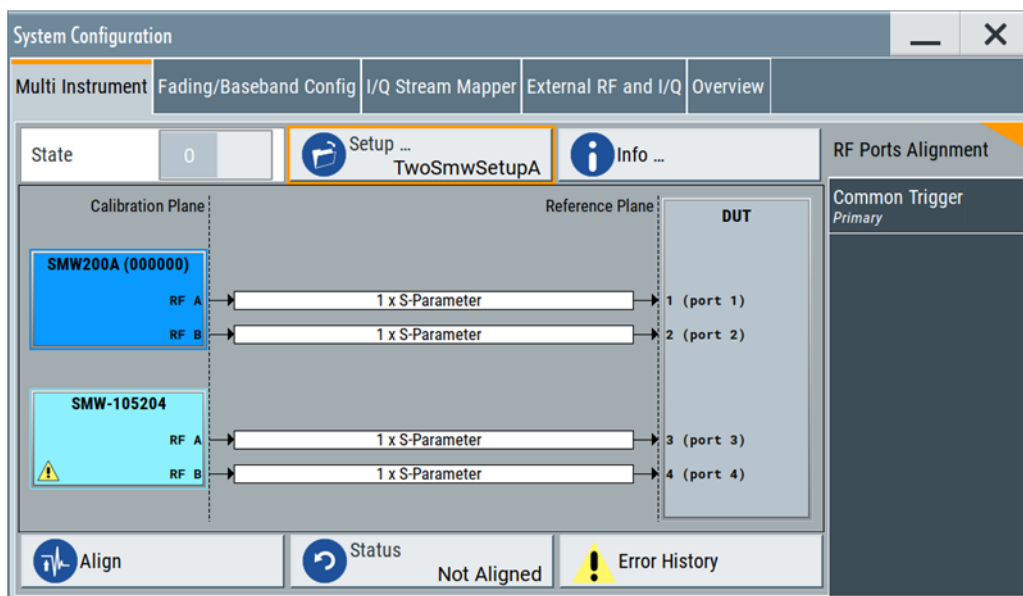 System Configuration
Multi Instrument Fading/Baseband Config I/Q Stream Mapper External RF and I/Q Overview
State 0 Setup ... Info ... RF Ports Alignment
TwoSmwSetupA
Common Trigger
Primary
Calibration Plane Reference Plane DUT
SMW200A (000000)
RF A 1 x S-Parameter 1 (port 1)
RF B 1 x S-Parameter 2 (port 2)
SMW-105204
RF A 1 x S-Parameter 3 (port 3)
RF B 1 x S-Parameter 4 (port 4)
Align Status Error History
Not Aligned